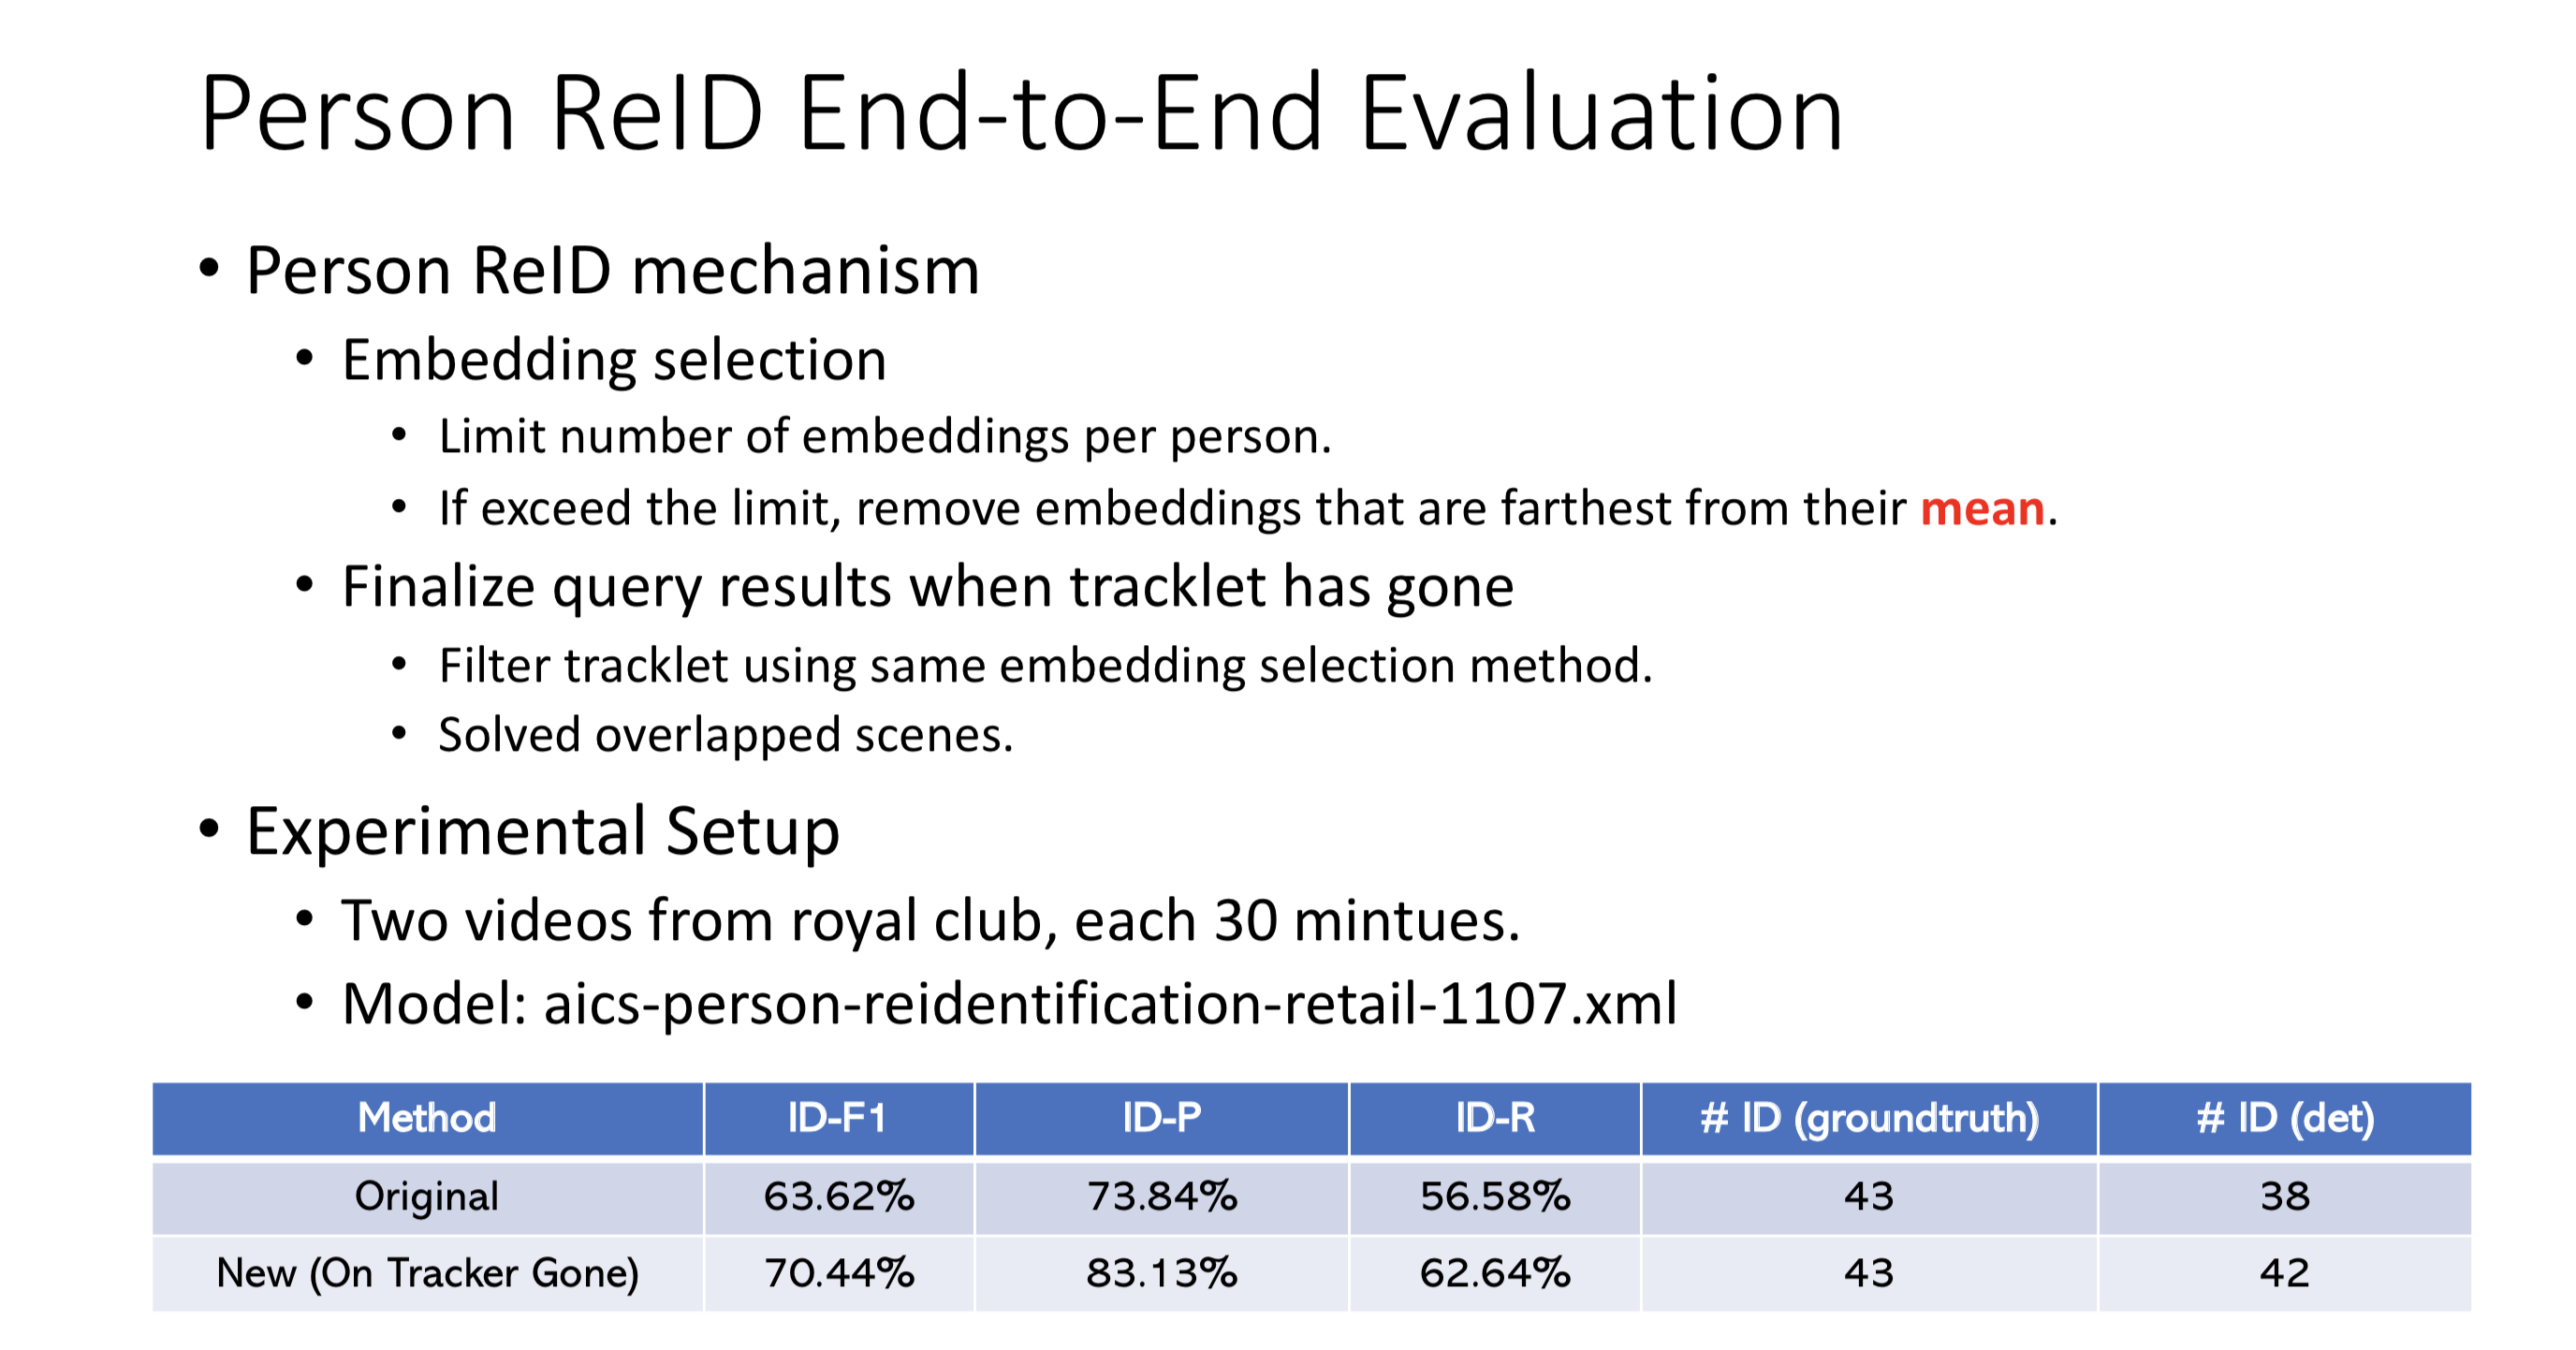 Person ReID End-to-End Evaluation
• Person ReID mechanism
• Embedding selection
• Limit number of embeddings per person.
• If exceed the limit, remove embeddings that are farthest from their mean.
• Finalize query results when tracklet has gone
• Filter tracklet using same embedding selection method.
• Solved overlapped scenes.
• Experimental Setup
• Two videos from royal club, each 30 mintues.
• Model: aics-person-reidentification-retail-1107.xml
Method ID-F1 ID-P ID-R # ID (groundtruth) # ID (det)
Original 63.62% 73.84% 56.58% 43 38
New (On Tracker Gone) 70.44% 83.13% 62.64% 43 42